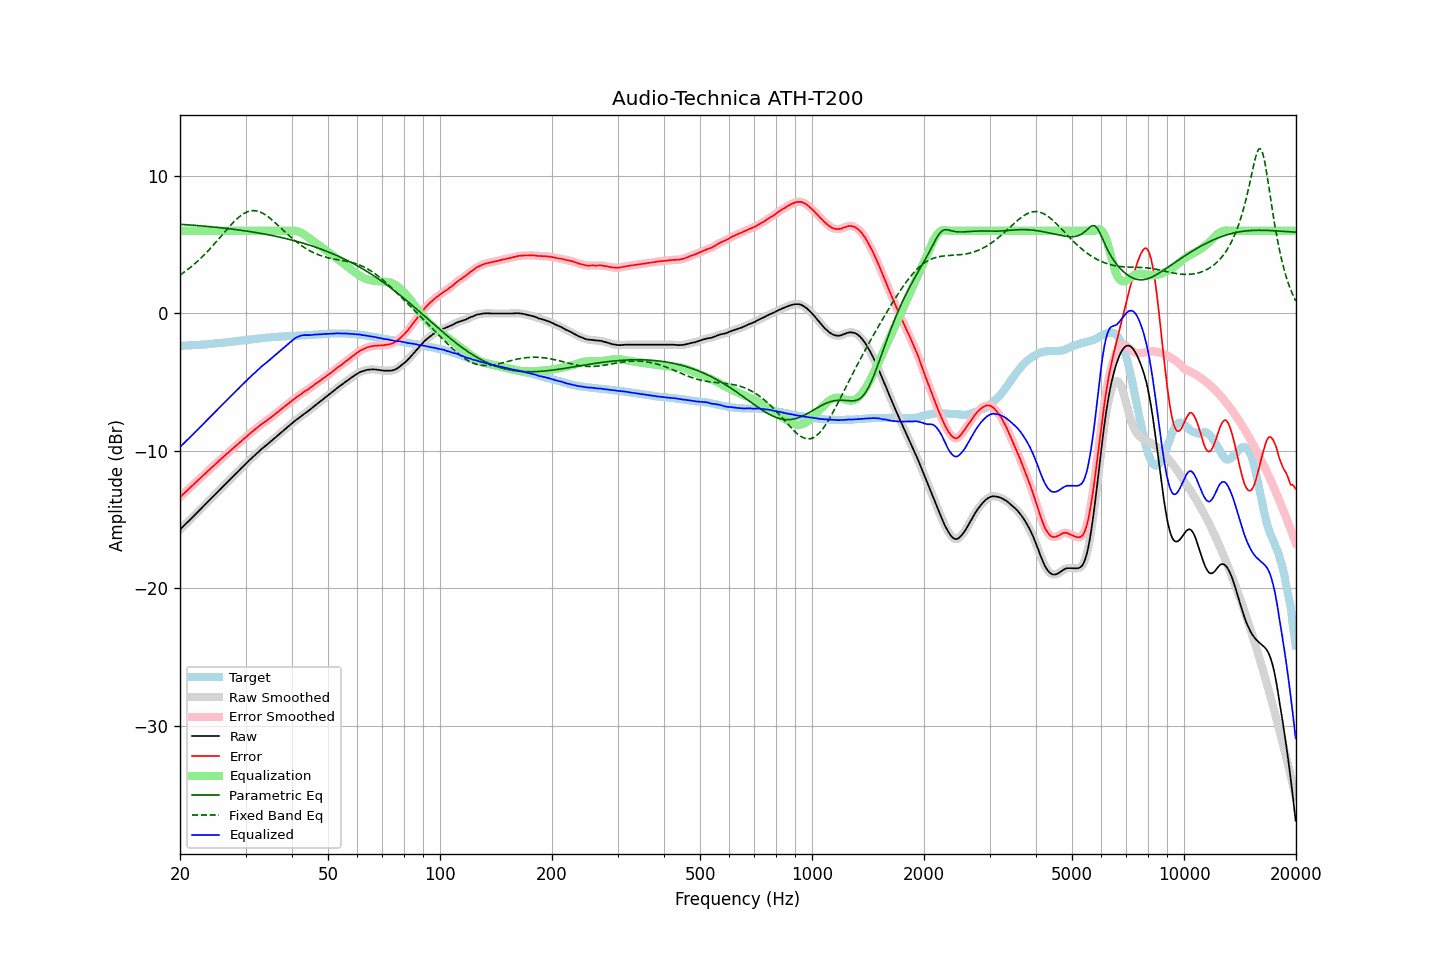 Audio-Technica ATH-T200
Amplitude (dBr)
10
0
−10
−20
−30
Target
Raw Smoothed
Error Smoothed
Raw
Error
Equalization
Parametric Eq
Fixed Band Eq
Equalized
20 50 100 200 500 1000 2000 5000 10000 20000
Frequency (Hz)